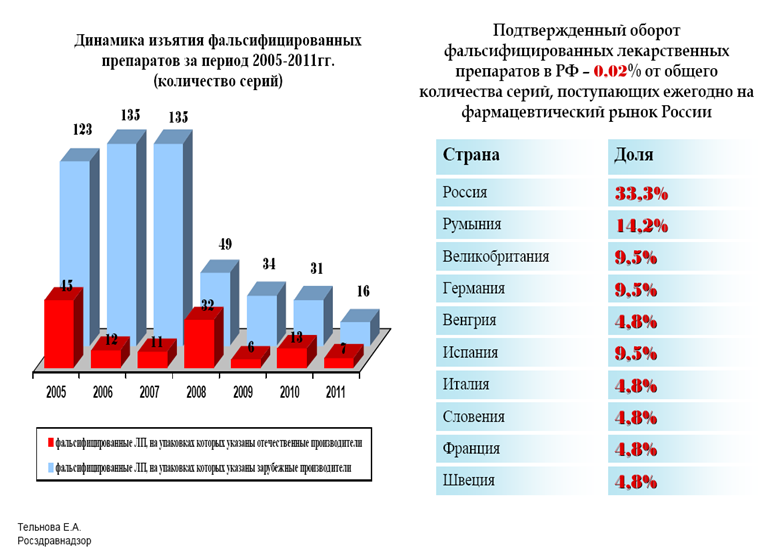 Динамика изъятия фальсифицированных
препаратов за период 2005-2011гг.
(количество серий)
123
135
135
49
34
31
16
45
12
11
32
6
13
7
2005
2006
2007
2008
2009
2010
2011
фальсифицированные ЛП, на упаковках которых указаны отечественные производители
фальсифицированные ЛП, на упаковках которых указаны зарубежные производители
Подтвержденный оборот
фальсифицированных лекарственных
препаратов в РФ – 0,02% от общего
количества серий, поступающих ежегодно на
фармацевтический рынок России
Страна Доля
Россия 33,3%
Румыния 14,2%
Великобритания 9,5%
Германия 9,5%
Венгрия 4,8%
Испания 9,5%
Италия 4,8%
Словения 4,8%
Франция 4,8%
Швеция 4,8%
Тельнова Е.А.
Росздравнадзор